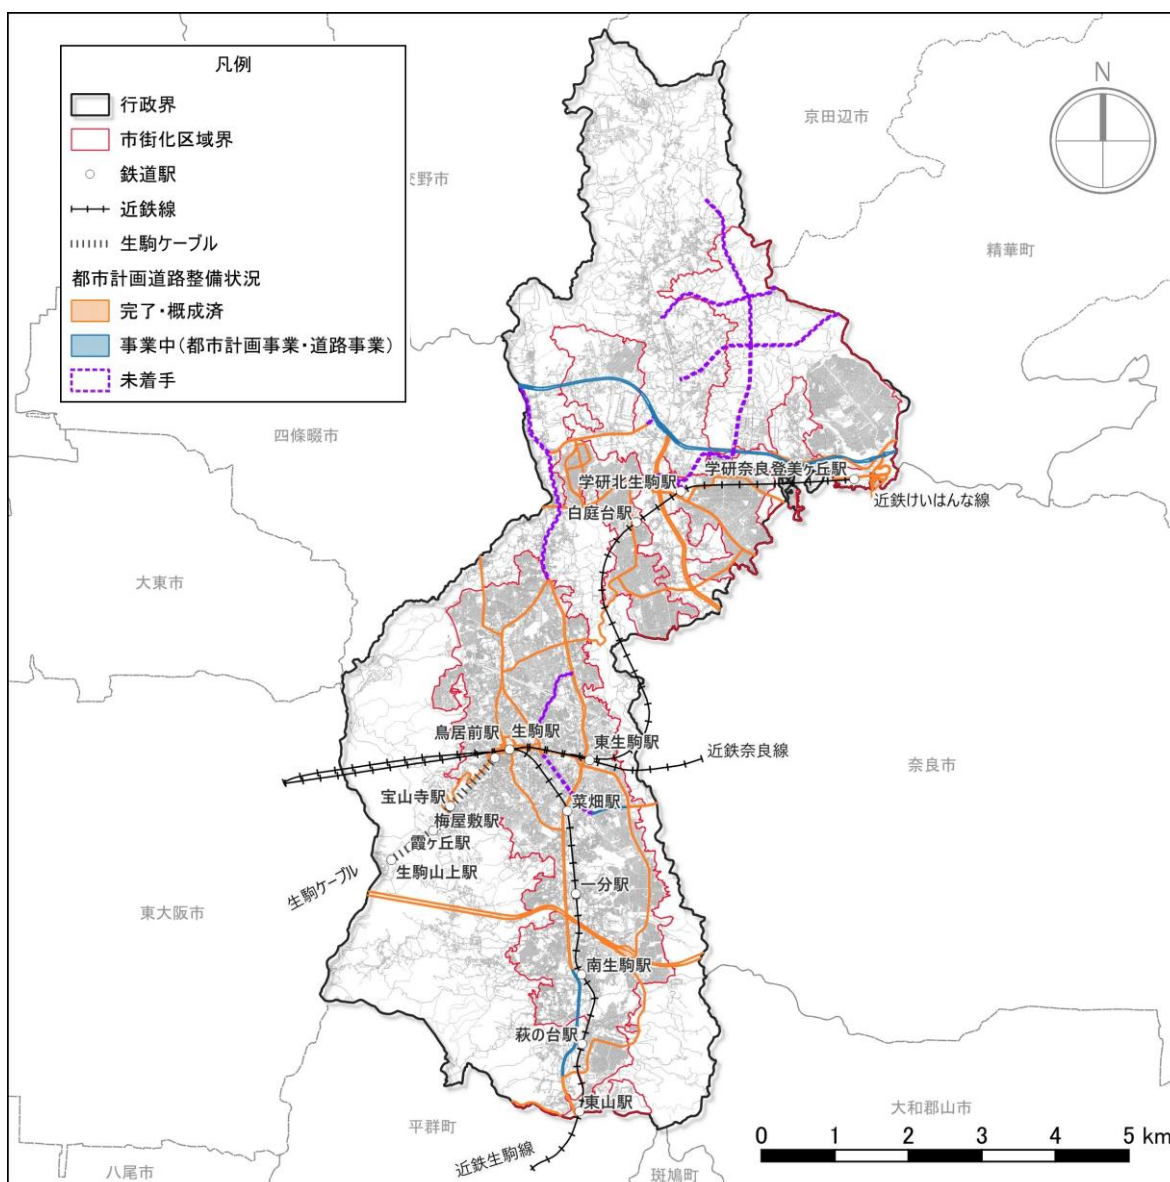 凡例
行政界
市街化区域界
鉄道駅
近鉄線
生駒ケーブル
都市計画道路整備状況
完了・概成済
事業中(都市計画事業・道路事業)
未着手
N
京田辺市
交野市
精華町
四條畷市
学研奈良登美ケ丘駅
学研北生駒駅
近鉄けいはんな線
白庭台駅
大東市
鳥居前駅
生駒駅
東生駒駅
近鉄奈良線
奈良市
宝山寺駅
菜畑駅
梅屋敷駅
霞ケ丘駅
生駒山上駅
生駒ケーブル
一分駅
東大阪市
南生駒駅
萩の台駅
東山駅
平群町
大和郡山市
近鉄生駒線
八尾市
斑鳩町
0 1 2 3 4 5 km